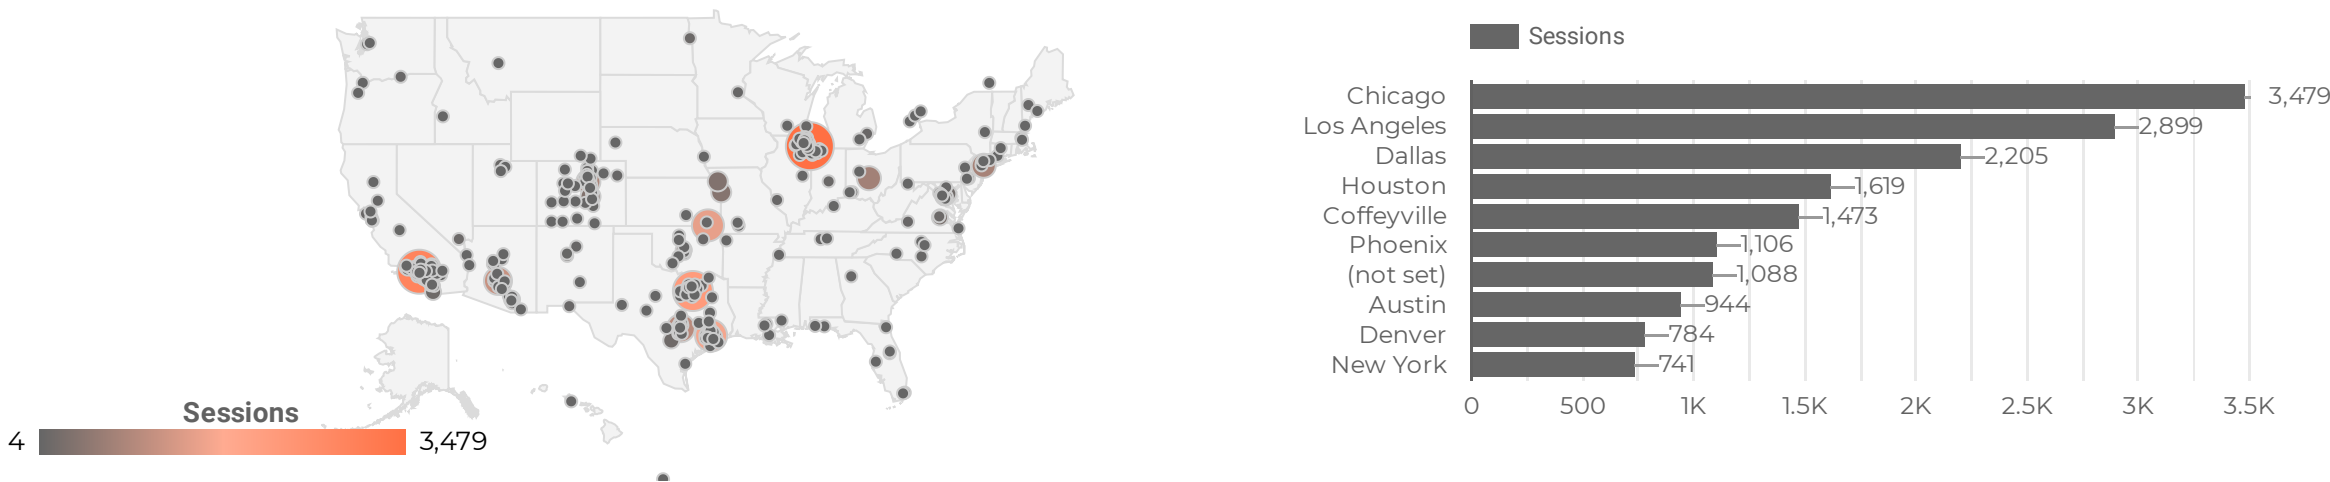 Sessions
4
3,479
Sessions
Chicago 3,479
Los Angeles 2,899
Dallas 2,205
Houston 1,619
Coffeyville 1,473
Phoenix 1,106
(not set) 1,088
Austin 944
Denver 784
New York 741
0 500 1K 1.5K 2K 2.5K 3K 3.5K